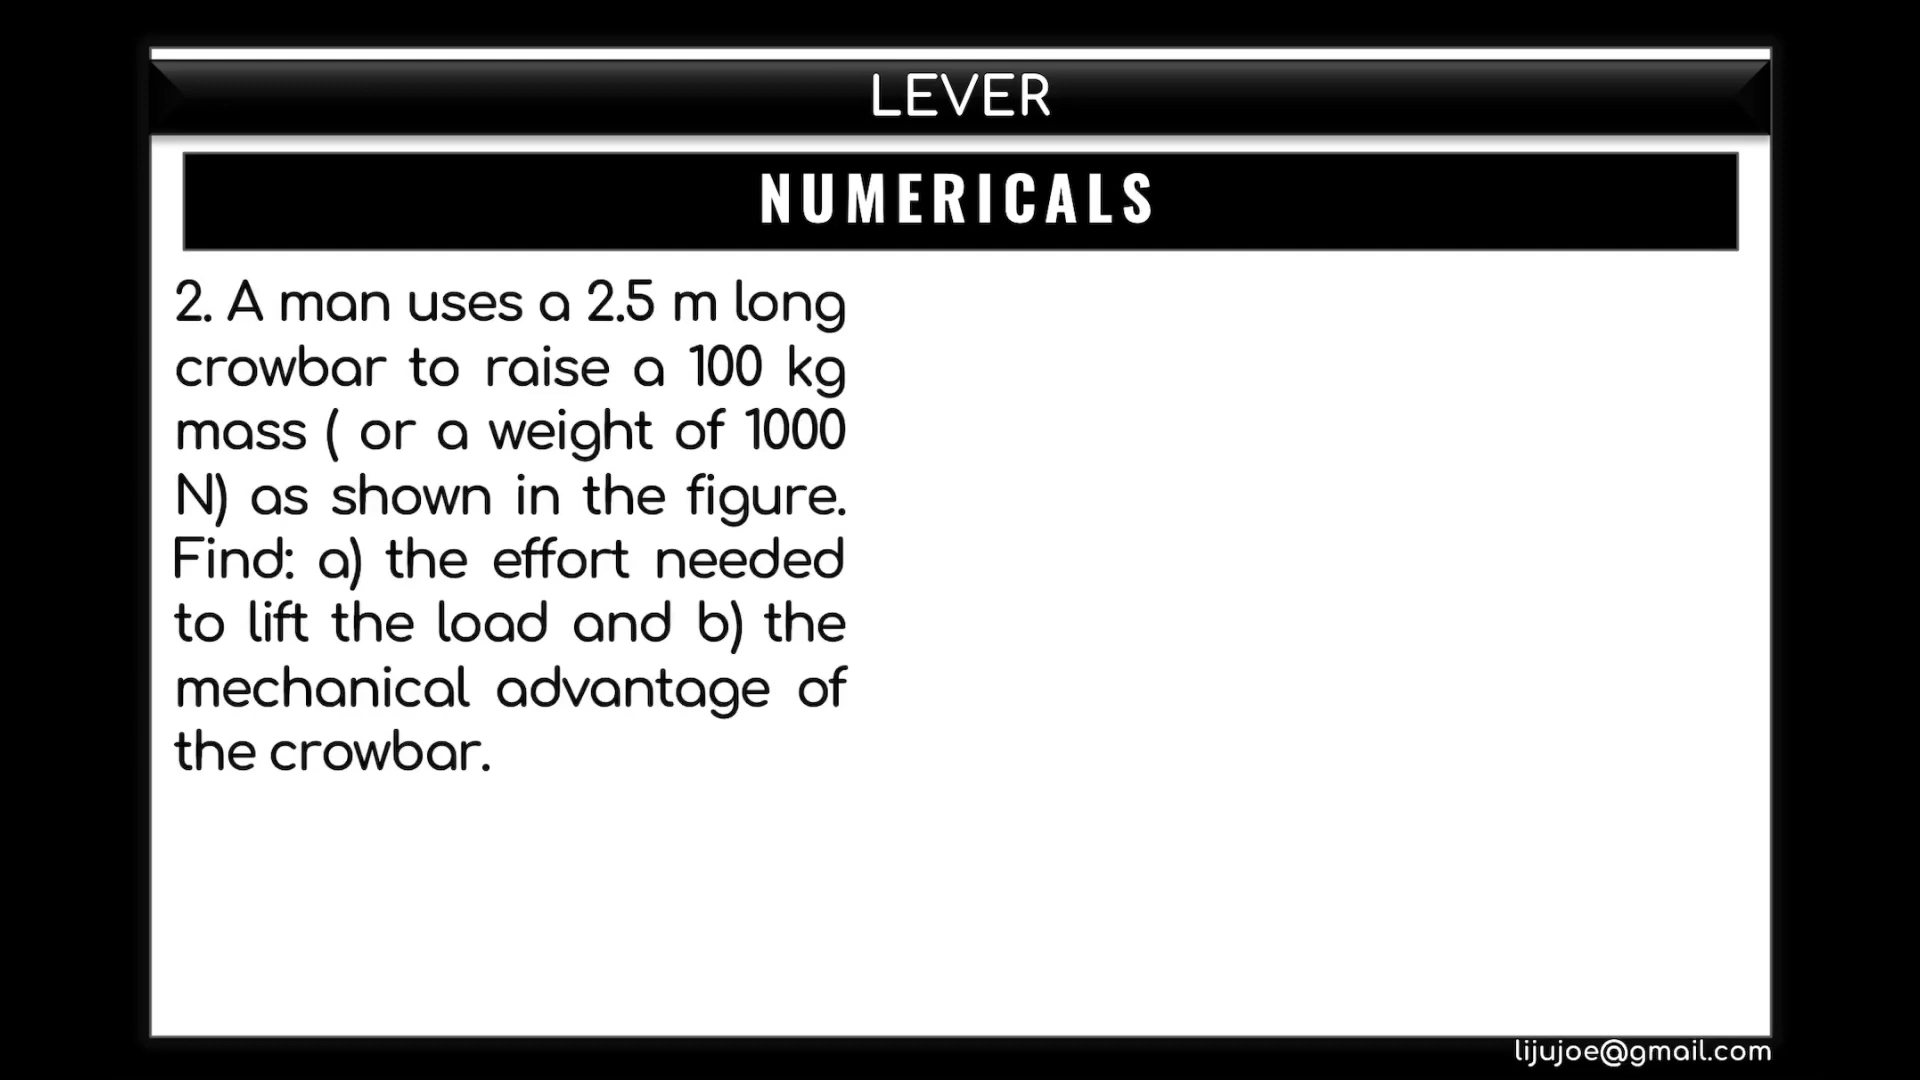 LEVER
NUMERICALS
2. A man uses a 2.5 m long
crowbar to raise a 100 kg
mass ( or a weight of 1000
N) as shown in the figure.
Find: a) the effort needed
to lift the load and b) the
mechanical advantage of
the crowbar.
lijujoe@gmail.com